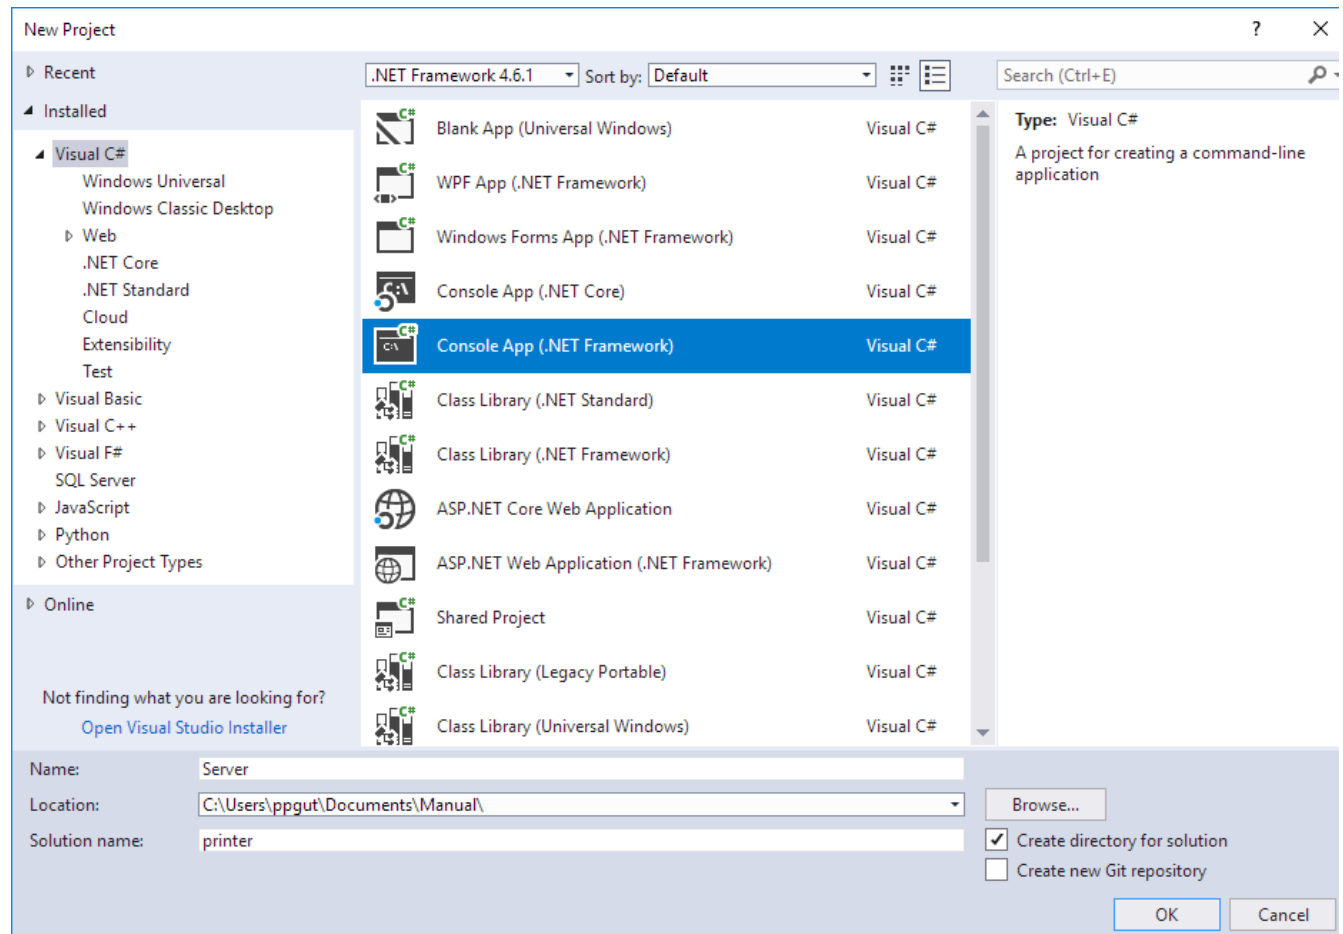 New Project
?
Recent
.NET Framework 4.6.1
Sort by: Default
Search (Ctrl+E)
Installed
Visual C#
Windows Universal
Windows Classic Desktop
Web
.NET Core
.NET Standard
Cloud
Extensibility
Test
Visual Basic
Visual C++
Visual F#
SQL Server
JavaScript
Python
Other Project Types
Online
Not finding what you are looking for?
Open Visual Studio Installer
Blank App (Universal Windows) Visual C#
WPF App (.NET Framework) Visual C#
Windows Forms App (.NET Framework) Visual C#
Console App (.NET Core) Visual C#
Console App (.NET Framework) Visual C#
Class Library (.NET Standard) Visual C#
Class Library (.NET Framework) Visual C#
ASP.NET Core Web Application Visual C#
ASP.NET Web Application (.NET Framework) Visual C#
Shared Project Visual C#
Class Library (Legacy Portable) Visual C#
Class Library (Universal Windows) Visual C#
Type: Visual C#
A project for creating a command-line
application
Name: Server
Location: C:\Users\ppgut\Documents\Manual\
Browse...
Solution name: printer
Create directory for solution
Create new Git repository
OK
Cancel